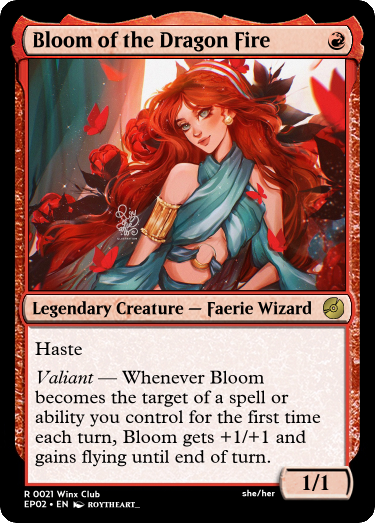 Bloom of the Dragon Fire
Legendary Creature — Faerie Wizard
Haste
Valiant — Whenever Bloom
becomes the target of a spell or
ability you control for the first time
each turn, Bloom gets +1/+1 and
gains flying until end of turn.
1/1
R 0021 Winx Club
she/her
EP02 • EN ROYTHEART_